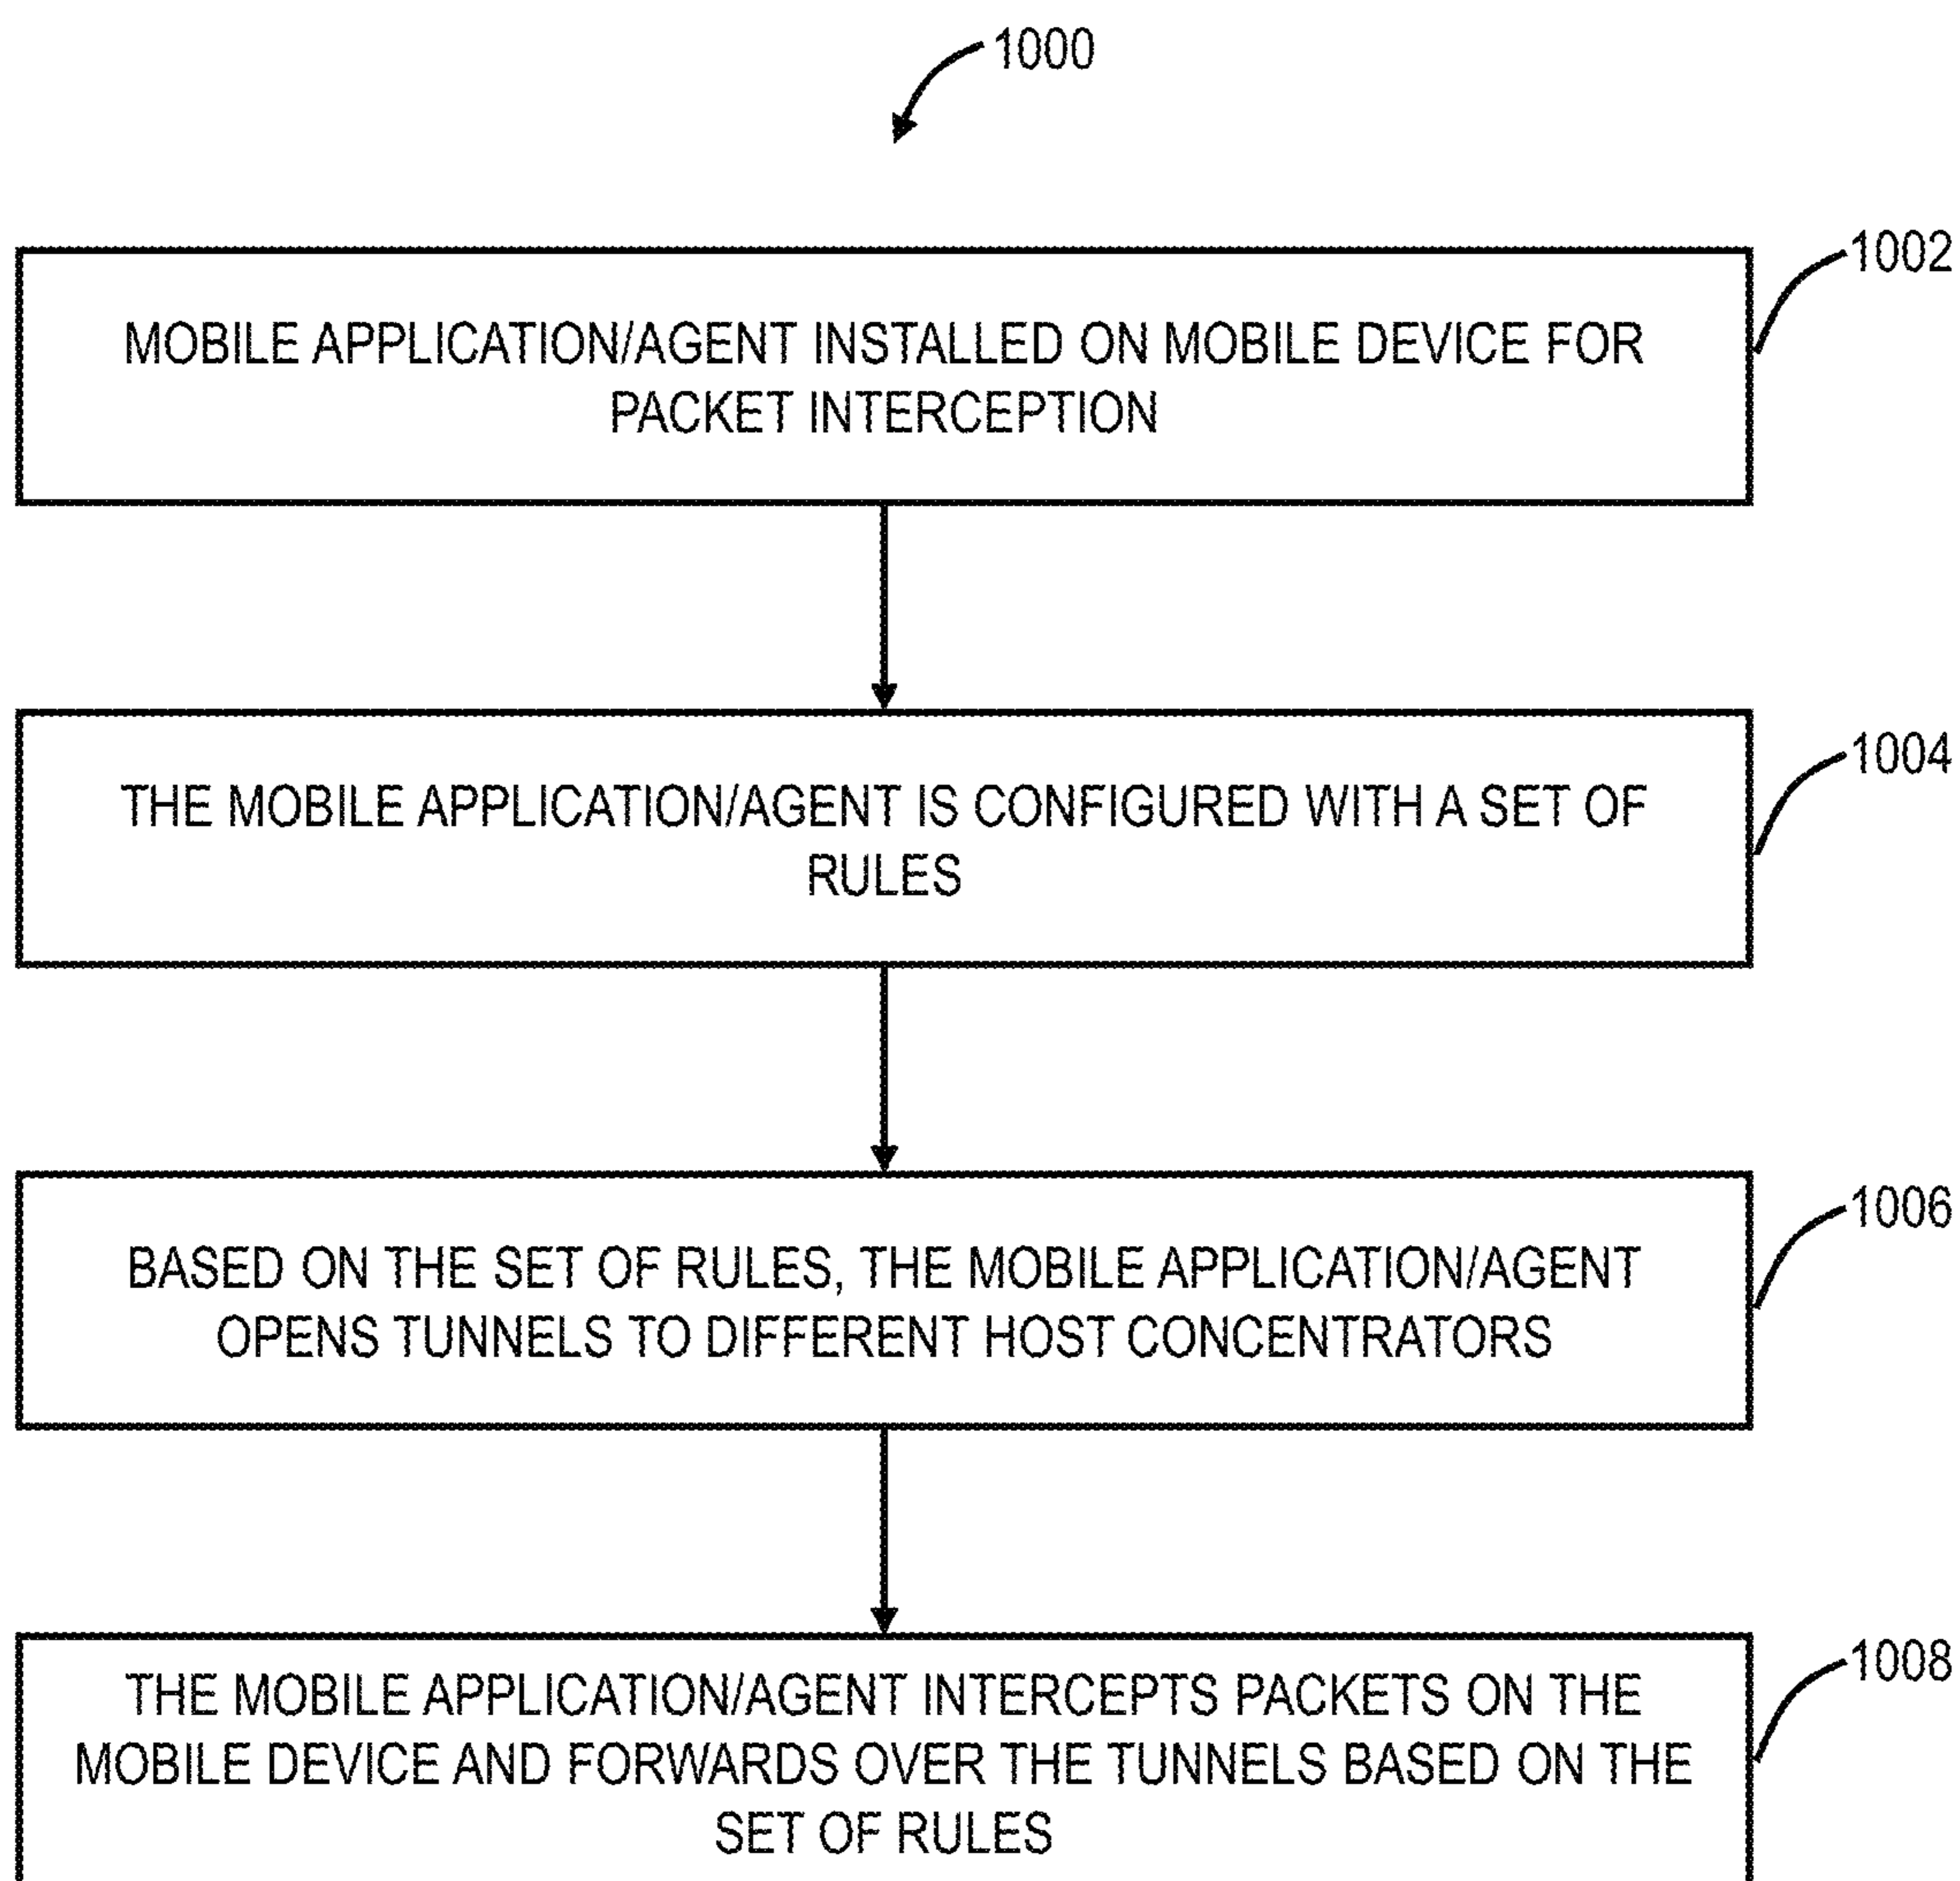 1000
1002
MOBILE APPLICATION/AGENT INSTALLED ON MOBILE DEVICE FOR
PACKET INTERCEPTION
1004
THE MOBILE APPLICATION/AGENT IS CONFIGURED WITH A SET OF
RULES
1006
BASED ON THE SET OF RULES, THE MOBILE APPLICATION/AGENT
OPENS TUNNELS TO DIFFERENT HOST CONCENTRATORS
1008
THE MOBILE APPLICATION/AGENT INTERCEPTS PACKETS ON THE
MOBILE DEVICE AND FORWARDS OVER THE TUNNELS BASED ON THE
SET OF RULES